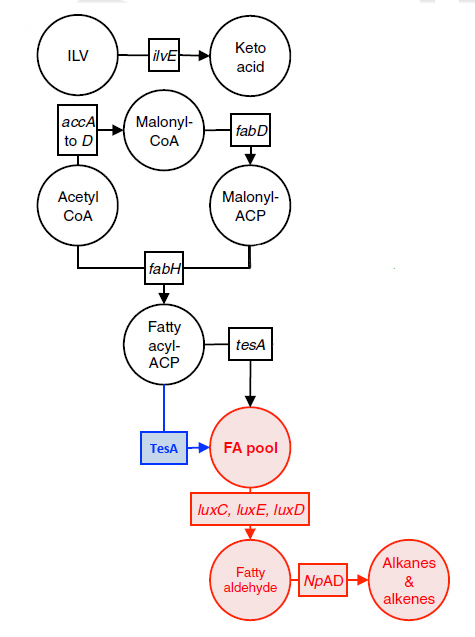 ILV
ilvE
Keto
acid
accA
to D
Malonyl-
CoA
fabD
Acetyl
CoA
Malonyl-
ACP
fabH
Fatty
acyl-
ACP
tesA
TesA
FA pool
luxC, luxE, luxD
Fatty
aldehyde
NpAD
Alkanes
&
alkenes